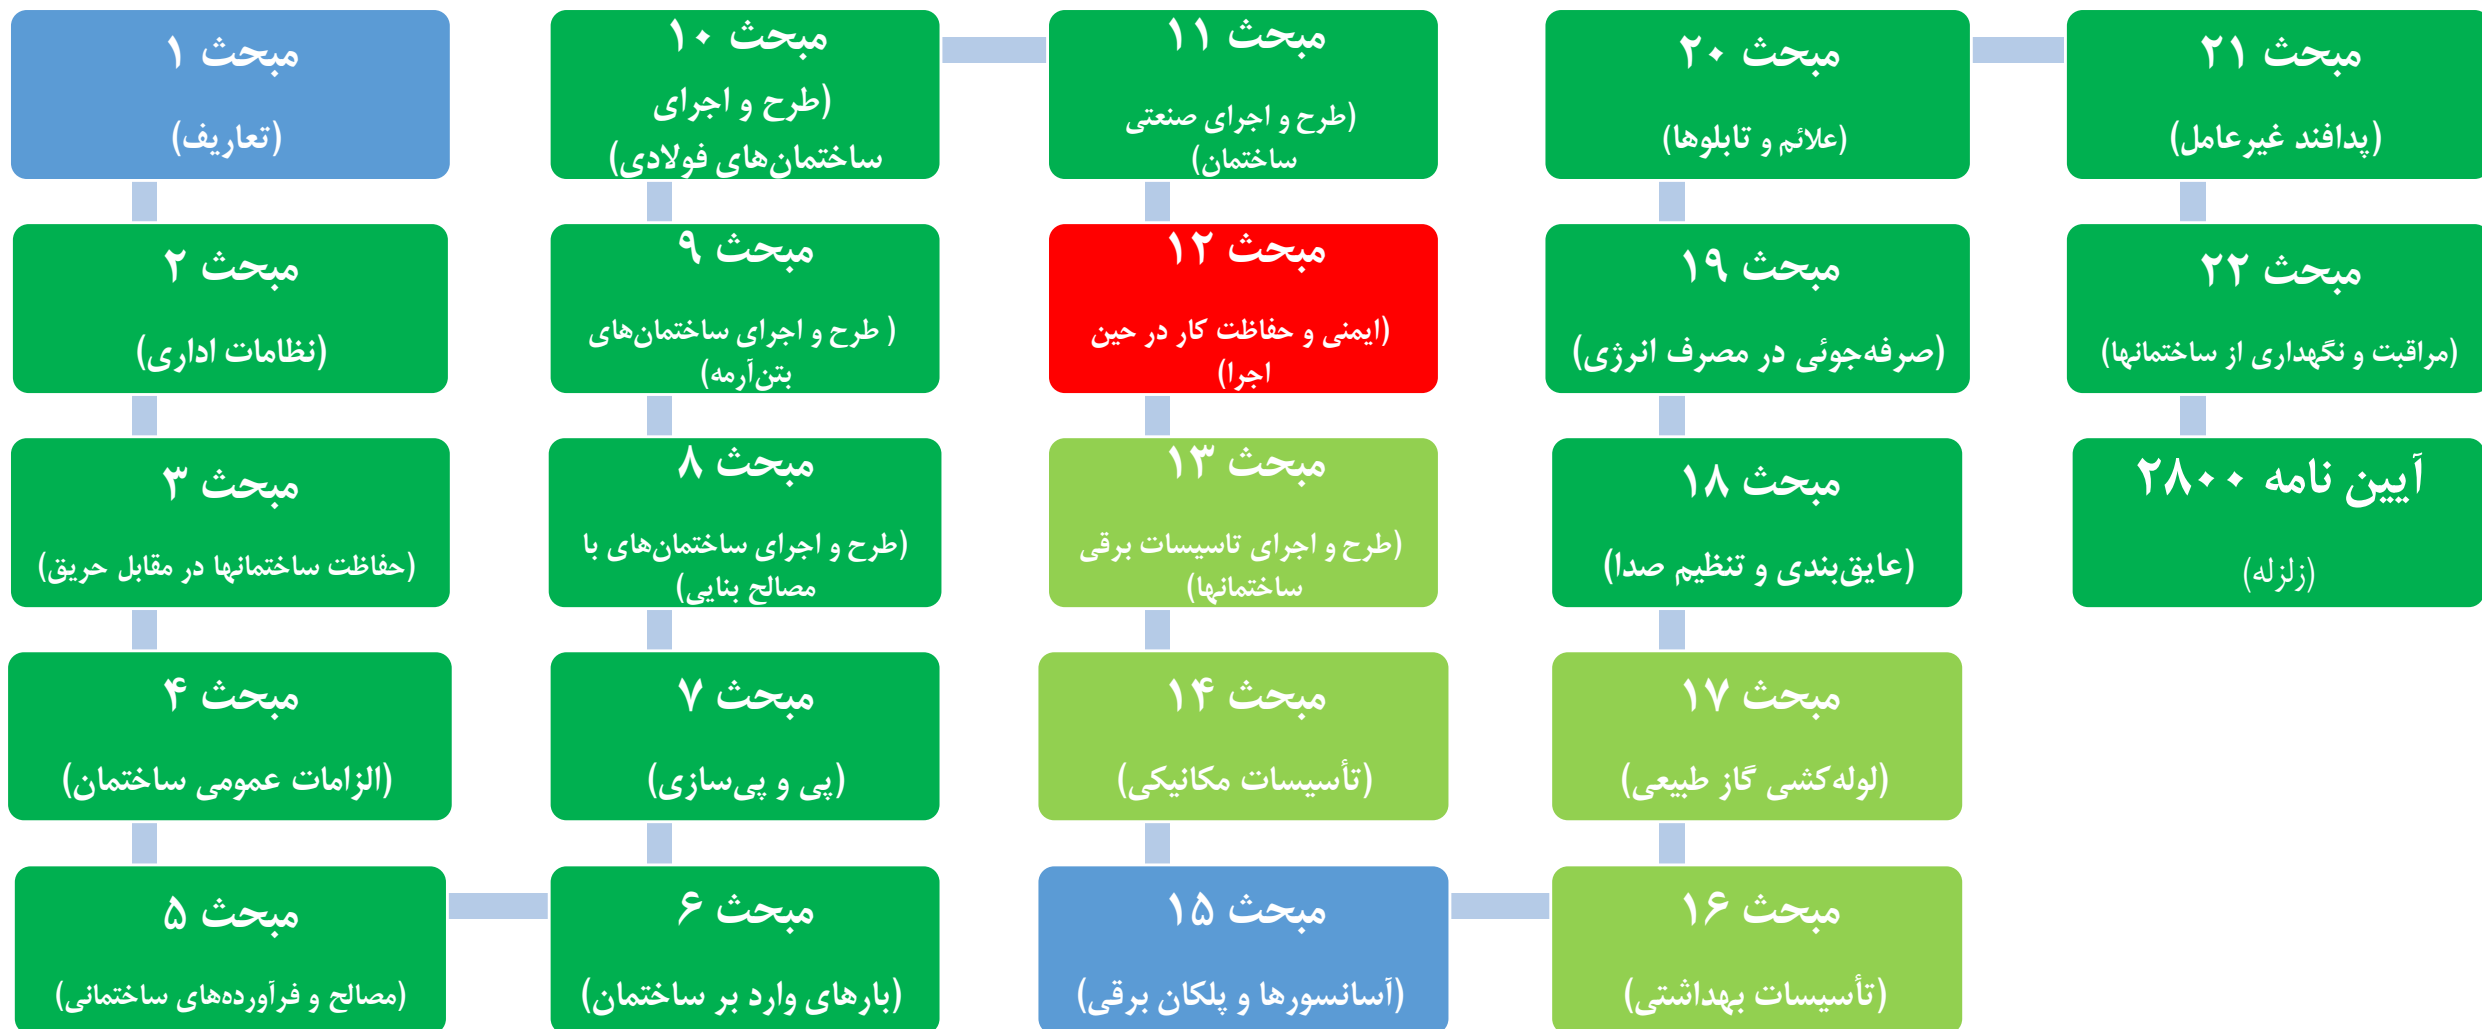 مبحث ۱
(تعاریف)
مبحث ۲
(نظامات اداری)
مبحث ۳
(حفاظت ساختمانها در مقابل حریق)
مبحث ۴
(الزامات عمومی ساختمان)
مبحث ۵
(مصالح و فرآورده‌های ساختمانی)
مبحث ۶
(بارهای وارد بر ساختمان)
مبحث ۷
(پی و پی‌سازی)
مبحث ۸
(طرح و اجرای ساختمان‌های با
مصالح بنایی)
مبحث ۹
( طرح و اجرای ساختمان‌های
بتن‌آرمه)
مبحث ۱۰
(طرح و اجرای
ساختمان‌های فولادی)
مبحث ۱۱
(طرح و اجرای صنعتی
ساختمان)
مبحث ۱۲
(ایمنی و حفاظت کار در حین
اجرا)
مبحث ۱۳
(طرح و اجرای تاسیسات برقی
ساختمانها)
مبحث ۱۴
(تأسیسات مکانیکی)
مبحث ۱۵
(آسانسورها و پلکان برقی)
مبحث ۱۶
(تأسیسات بهداشتی)
مبحث ۱۷
(لوله‌کشی گاز طبیعی)
مبحث ۱۸
(عایق‌بندی و تنظیم صدا)
مبحث ۱۹
(صرفه‌جوئی در مصرف انرژی)
مبحث ۲۰
(علائم و تابلوها)
مبحث ۲۱
(پدافند غیرعامل)
مبحث ۲۲
(مراقبت و نگهداری از ساختمانها)
آیین نامه ۲۸۰۰
(زلزله)